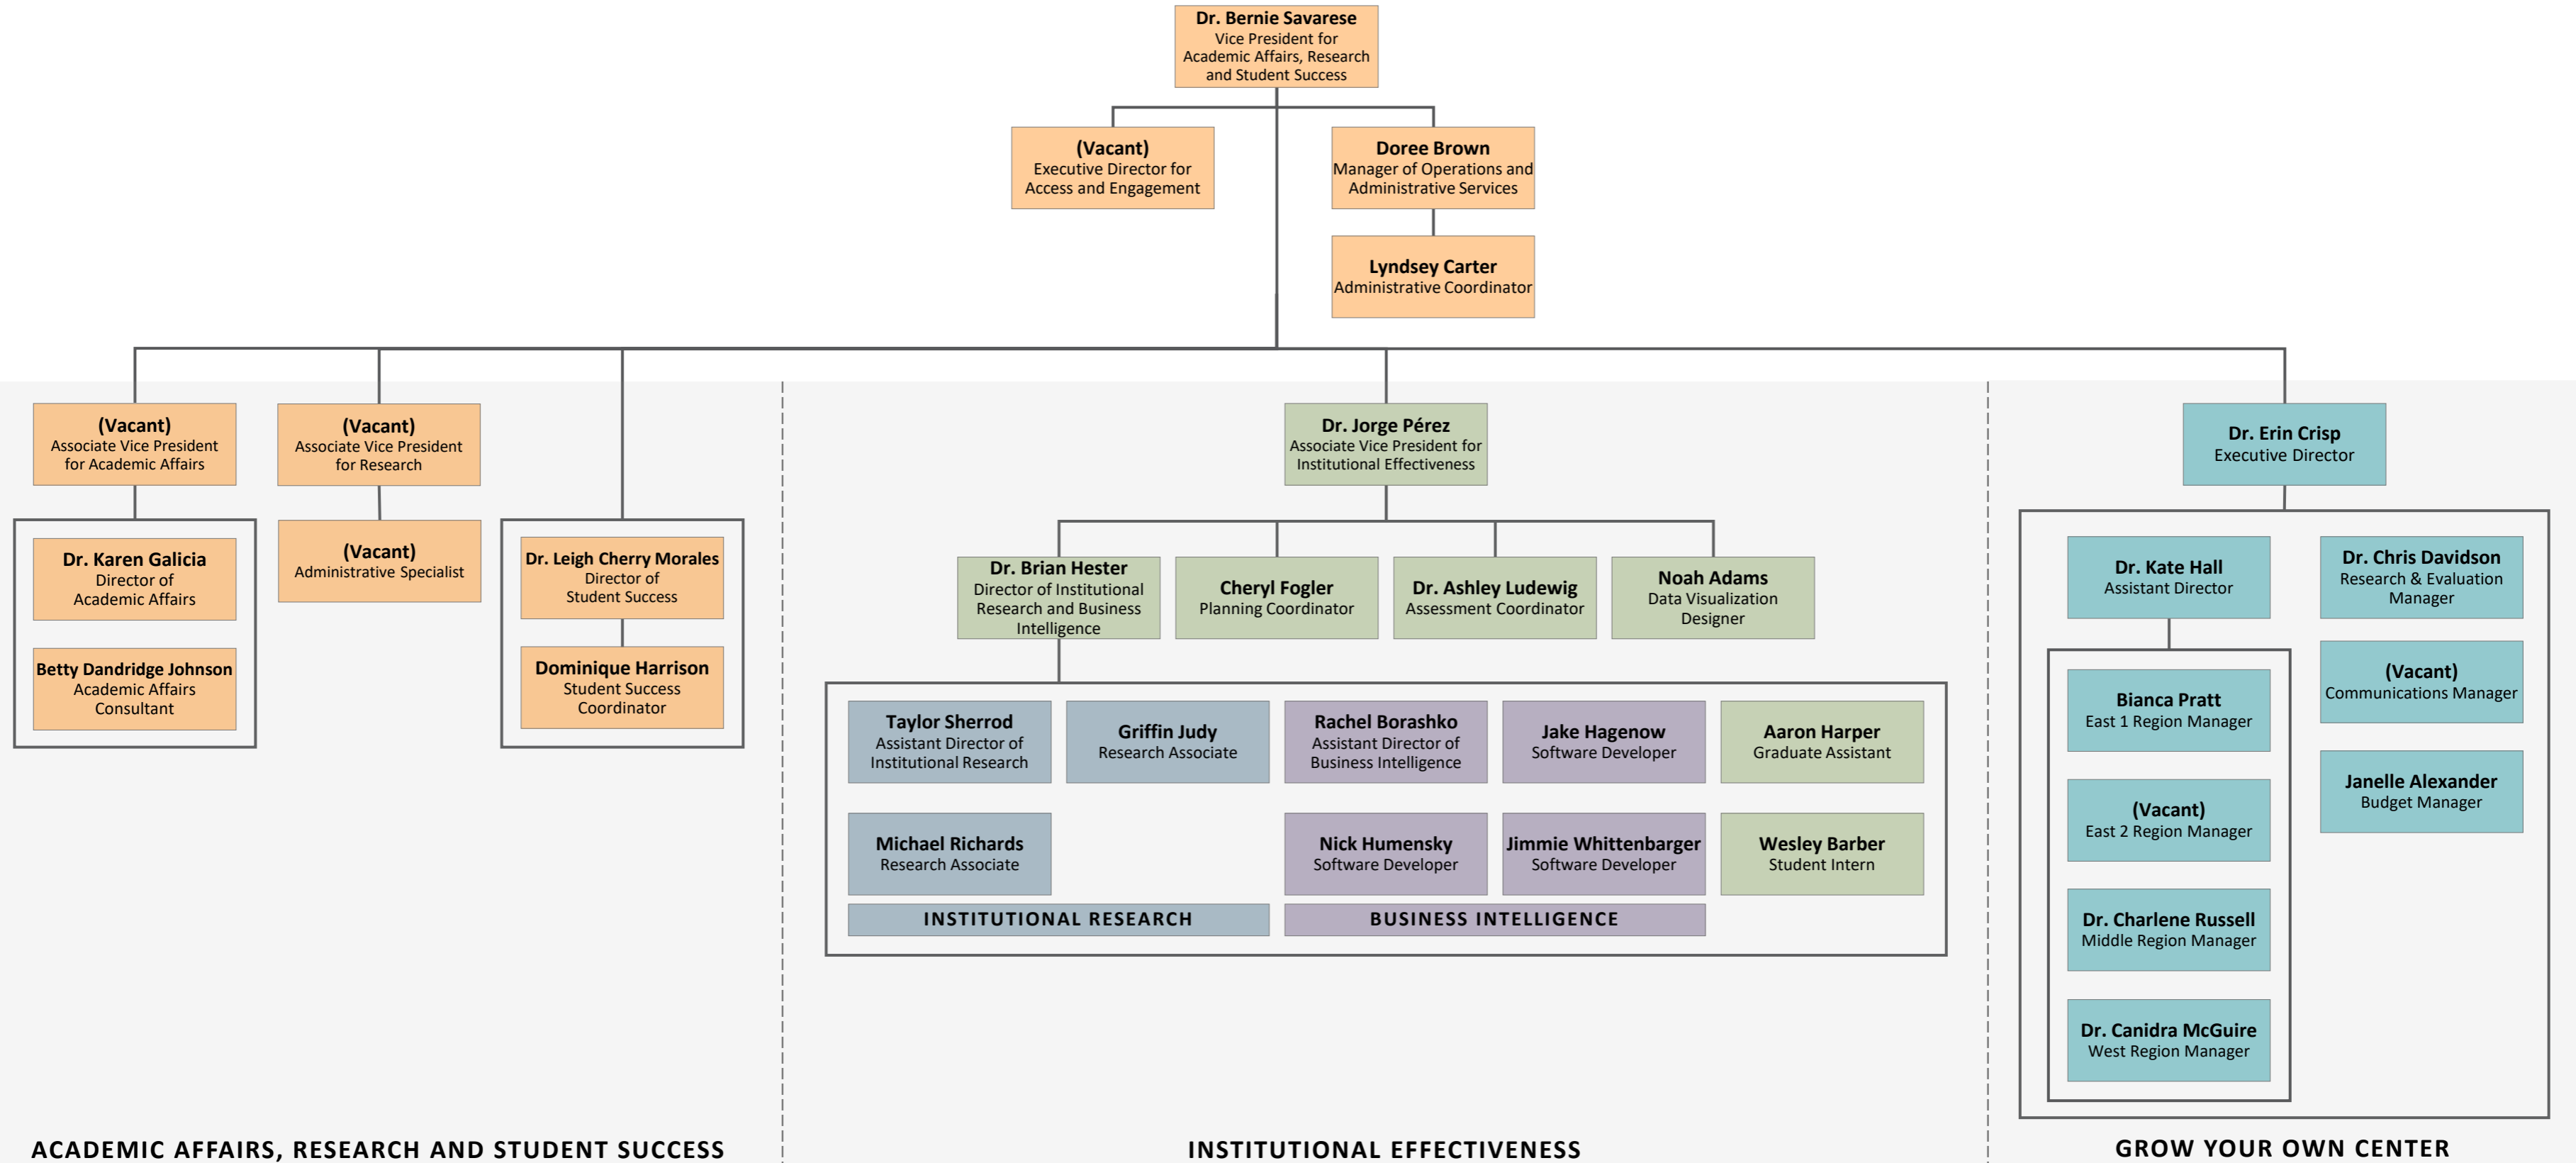 Dr. Bernie Savarese
Vice President for
Academic Affairs, Research
and Student Success
(Vacant)
Executive Director for
Access and Engagement
Doree Brown
Manager of Operations and
Administrative Services
Lyndsey Carter
Administrative Coordinator
(Vacant)
Associate Vice President
for Academic Affairs
(Vacant)
Associate Vice President
for Research
Dr. Karen Galicia
Director of
Academic Affairs
Betty Dandridge Johnson
Academic Affairs
Consultant
(Vacant)
Administrative Specialist
Dr. Leigh Cherry Morales
Director of
Student Success
Dominique Harrison
Student Success
Coordinator
ACADEMIC AFFAIRS, RESEARCH AND STUDENT SUCCESS
Dr. Jorge Pérez
Associate Vice President for
Institutional Effectiveness
Dr. Brian Hester
Director of Institutional
Research and Business
Intelligence
Cheryl Fogler
Planning Coordinator
Dr. Ashley Ludewig
Assessment Coordinator
Noah Adams
Data Visualization
Designer
Taylor Sherrod
Assistant Director of
Institutional Research
Griffin Judy
Research Associate
Rachel Borashko
Assistant Director of
Business Intelligence
Jake Hagenow
Software Developer
Aaron Harper
Graduate Assistant
Michael Richards
Research Associate
Nick Humensky
Software Developer
Jimmie Whittenbarger
Software Developer
Wesley Barber
Student Intern
INSTITUTIONAL RESEARCH
BUSINESS INTELLIGENCE
INSTITUTIONAL EFFECTIVENESS
Dr. Erin Crisp
Executive Director
Dr. Kate Hall
Assistant Director
Bianca Pratt
East 1 Region Manager
(Vacant)
East 2 Region Manager
Dr. Charlene Russell
Middle Region Manager
Dr. Canidra McGuire
West Region Manager
Dr. Chris Davidson
Research & Evaluation
Manager
(Vacant)
Communications Manager
Janelle Alexander
Budget Manager
GROW YOUR OWN CENTER